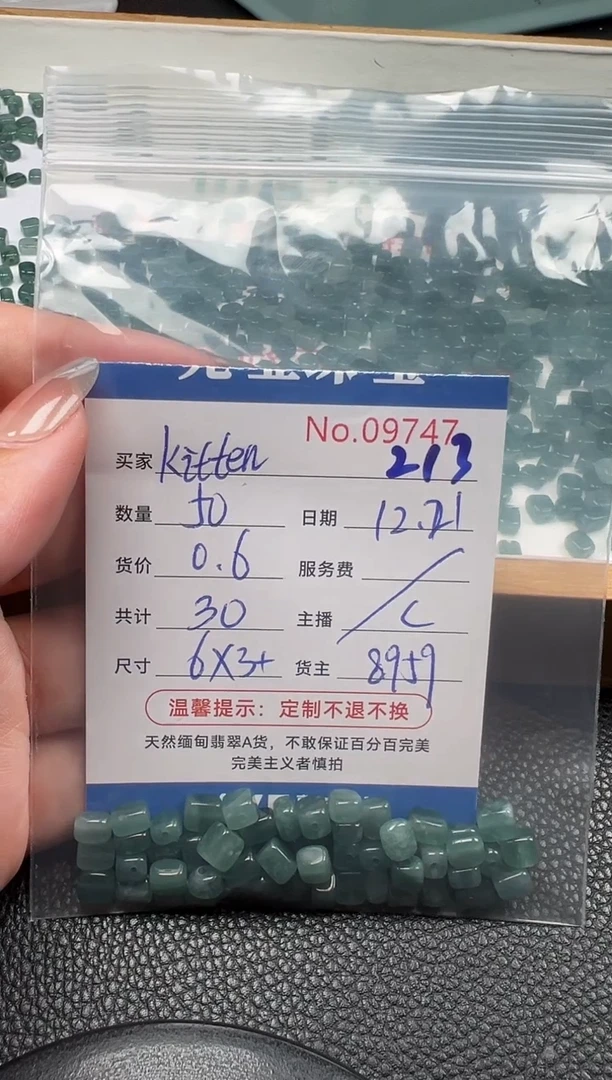 No.09747
买家 kitten 213
数量 50 日期 12.21
货价 0.6 服务费 /
共计 30 主播 C
尺寸 6X3+ 货主 8959
温馨提示：定制不退不换
天然缅甸翡翠A货，不敢保证百分百完美
完美主义者慎拍